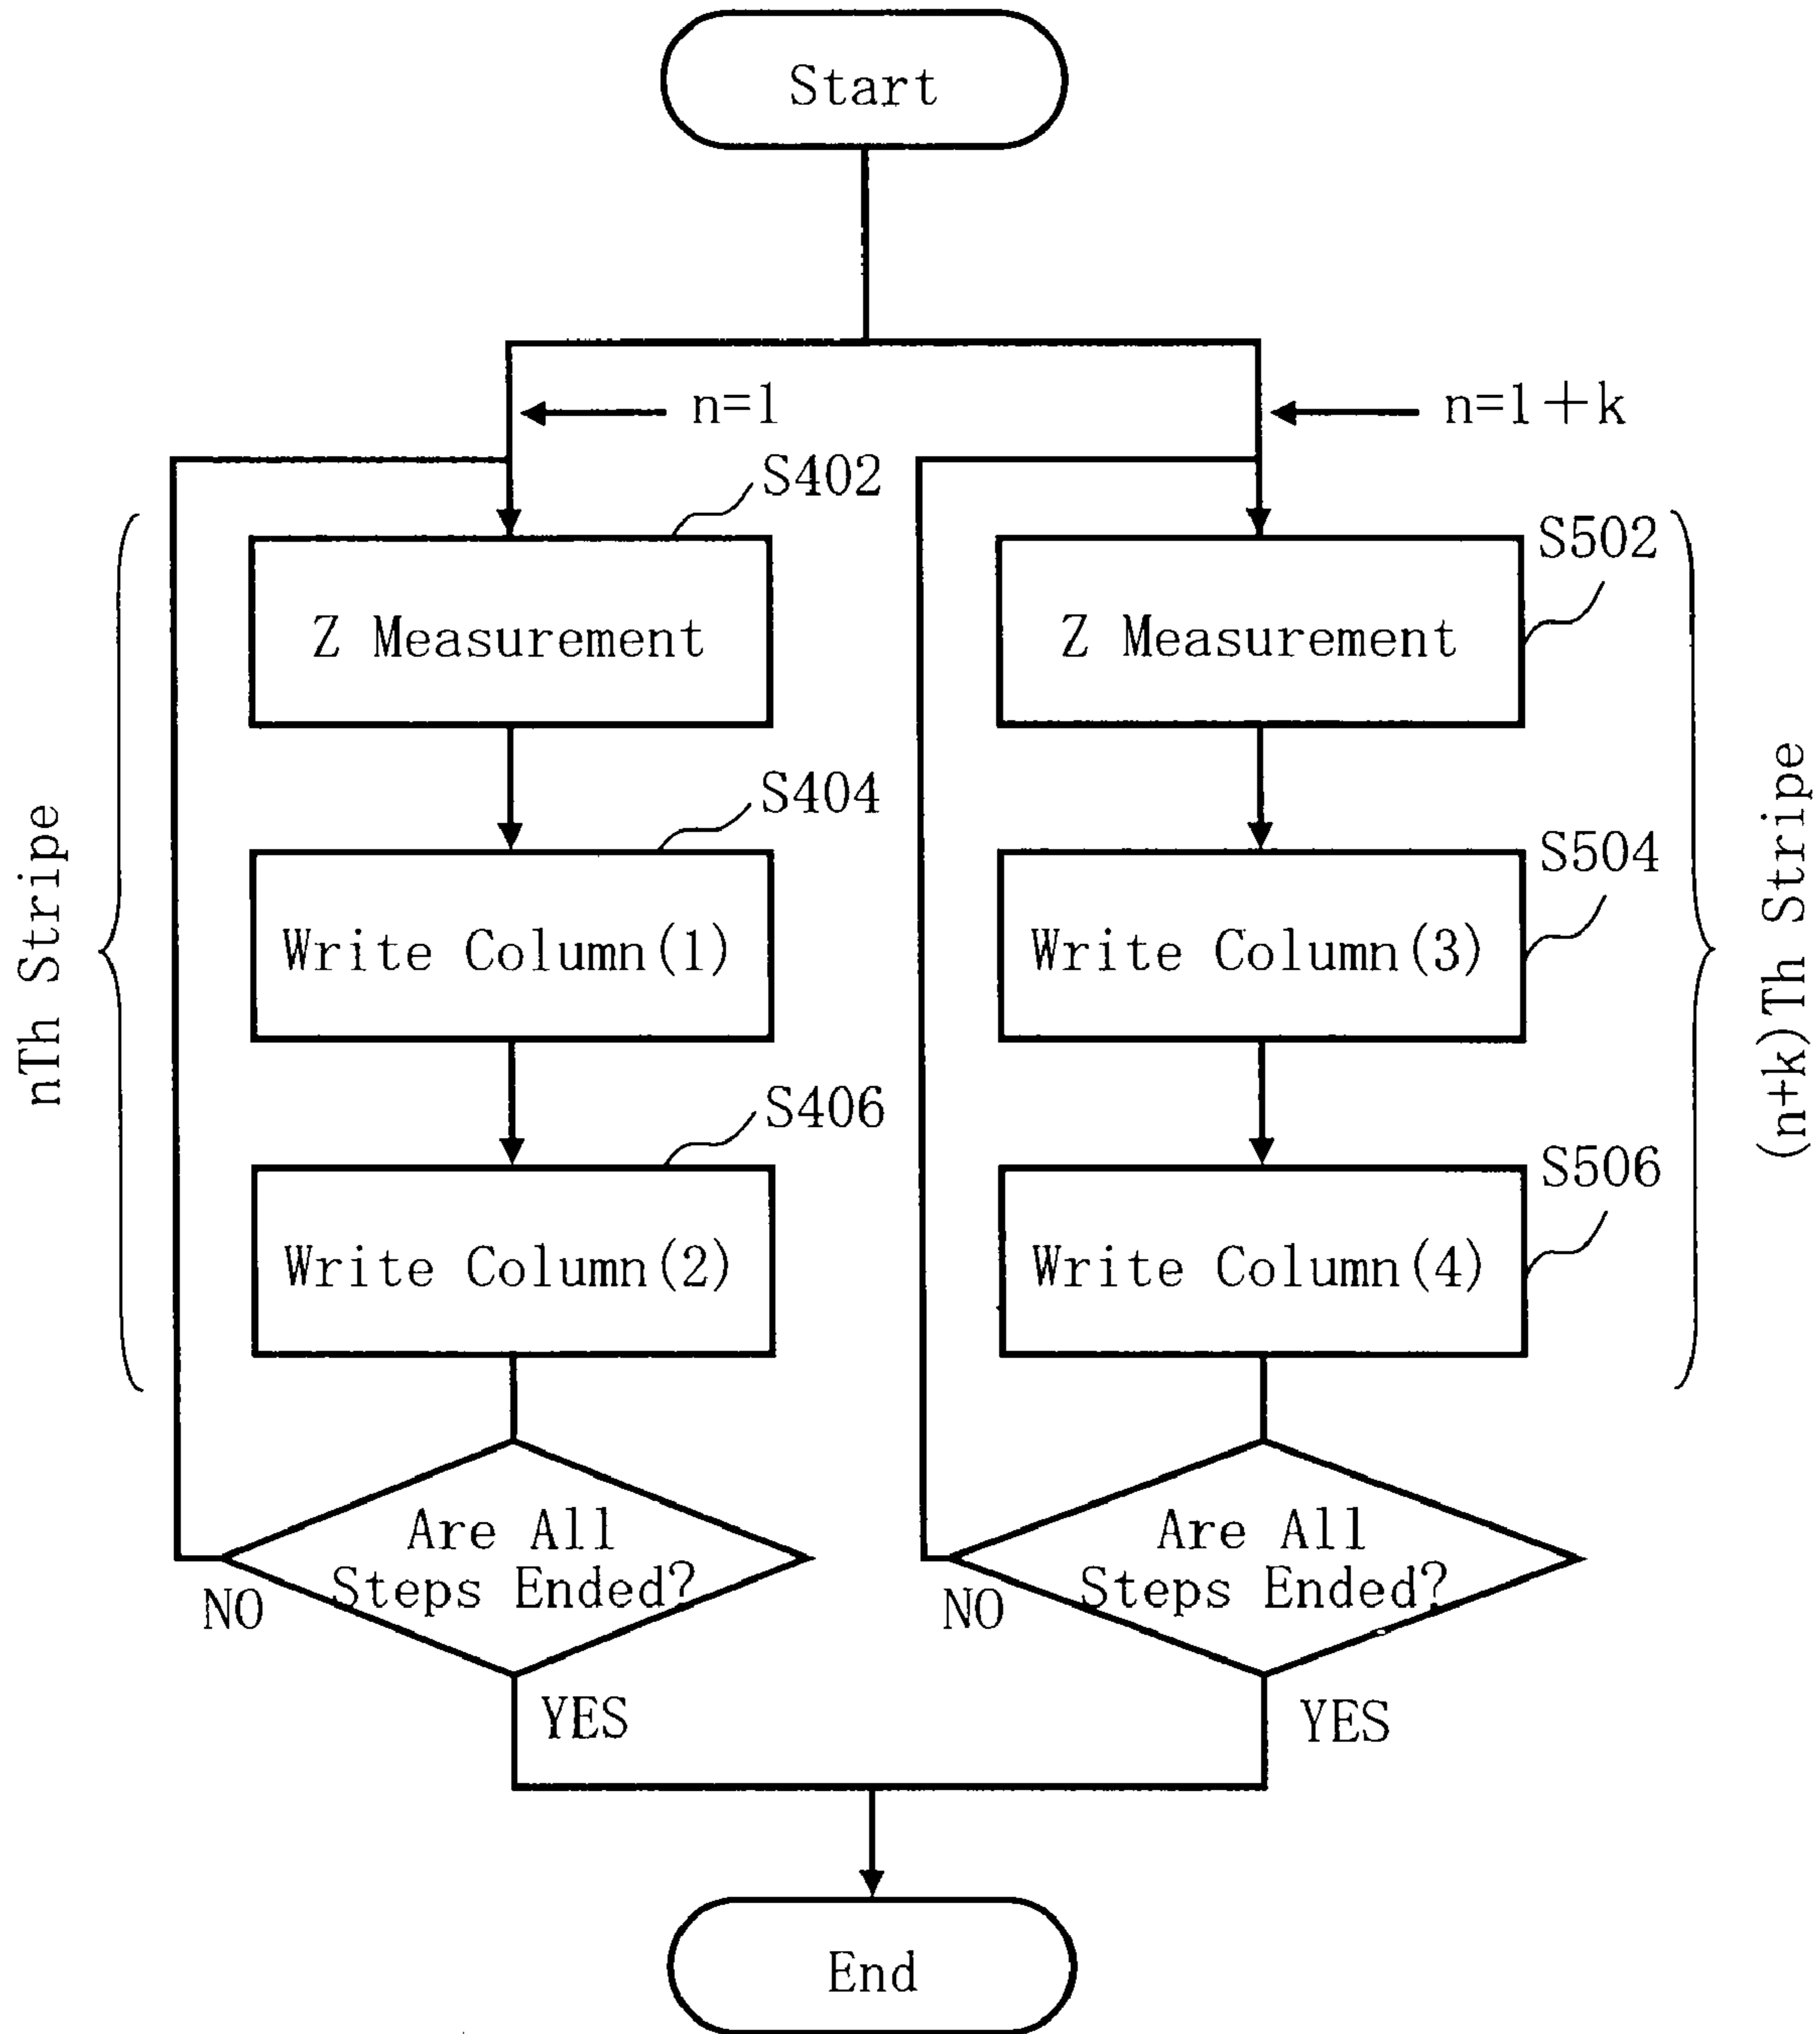 Start
n=1
n=1+k
S402
Z Measurement
S404
Write Column(1)
S406
Write Column(2)
nTh Stripe
Are All
Steps Ended?
NO
YES
S502
Z Measurement
S504
Write Column(3)
S506
Write Column(4)
(n+k)Th Stripe
Are All
Steps Ended?
NO
YES
End